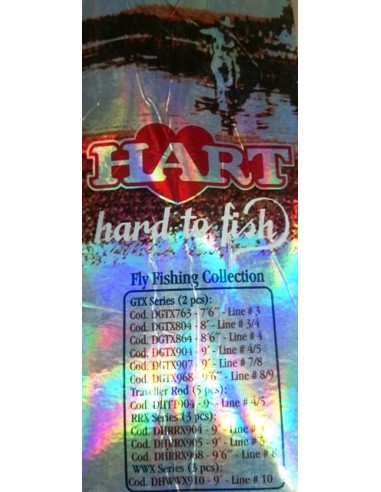 HART
hard to fish
Fly Fishing Collection
GTX Series (2 pcs):
Cod. DGTX763 - 7'6" - Line # 3
Cod. DGTX804 - 8" - Line # 3/4
Cod. DGTX864 - 8'6" - Line # 4
Cod. DGTX904 - 9' - Line # 4/5
Cod. DGTX907 - 9' - Line # 7/8
Cod. DGTX968 - 9'6" - Line # 8/9
Traveller Rod (5 pcs):
Cod. DHTT904 - 9' - Line # 4/5
RRX Series (3 pcs):
Cod. DHRRX904 - 9' - Line #
Cod. DHRRX905 - 9' - Line # 5
Cod. DHRRX968 - 9'6" - Line # 8
WWX Series (3 pcs):
Cod. DHWWX910 - 9' - Line # 10